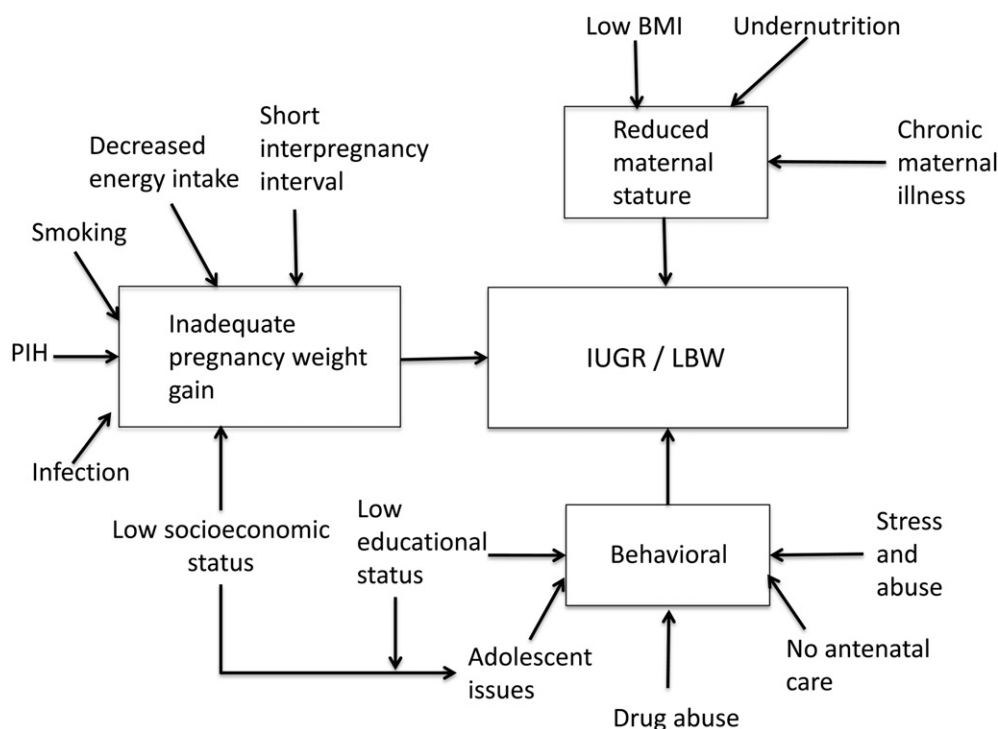 Low BMI
Undernutrition
Short
interpregnancy
interval
Decreased
energy intake
Reduced
maternal
stature
Chronic
maternal
illness
Smoking
Inadequate
pregnancy weight
gain
PIH
IUGR / LBW
Infection
Low socioeconomic
status
Low
educational
status
Behavioral
Stress
and
abuse
Adolescent
issues
No antenatal
care
Drug abuse